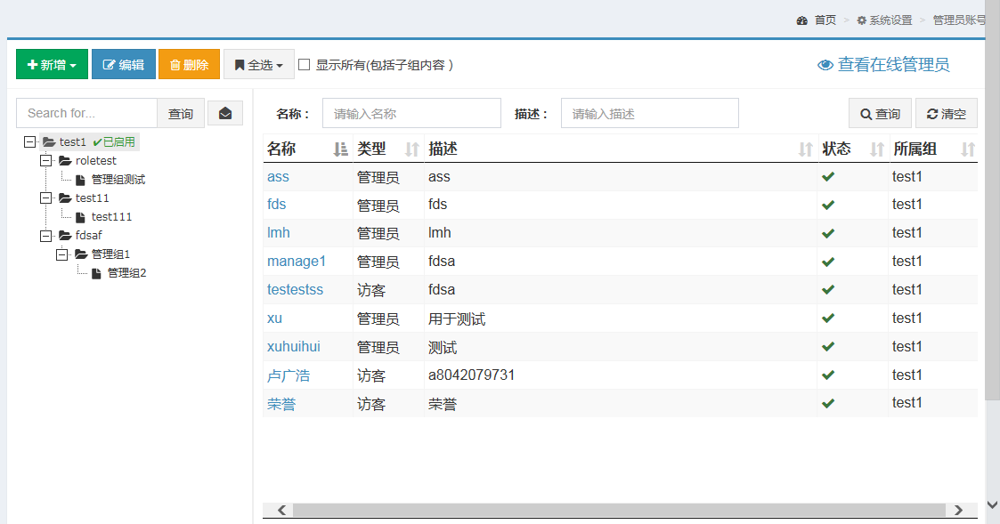 首页 > 系统设置 > 管理员账号
新增 编辑 删除 全选 显示所有(包括子组内容 ) 查看在线管理员
Search for... 查询
test1 已启用
roletest
管理组测试
test11
test111
fdsaf
管理组1
管理组2
名称： 请输入名称 描述： 请输入描述 查询 清空
名称 类型 描述 状态 所属组
ass 管理员 ass test1
fds 管理员 fds test1
lmh 管理员 lmh test1
manage1 管理员 fdsa test1
testestss 访客 fdsa test1
xu 管理员 用于测试 test1
xuhuihui 管理员 测试 test1
卢广浩 访客 a8042079731 test1
荣誉 访客 荣誉 test1